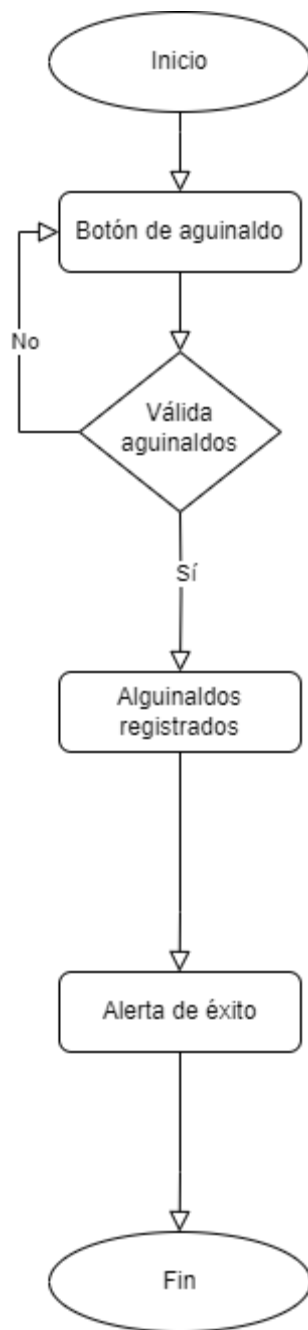 Inicio
Botón de aguinaldo
No
Válida
aguinaldos
Sí
Alguinaldos
registrados
Alerta de éxito
Fin